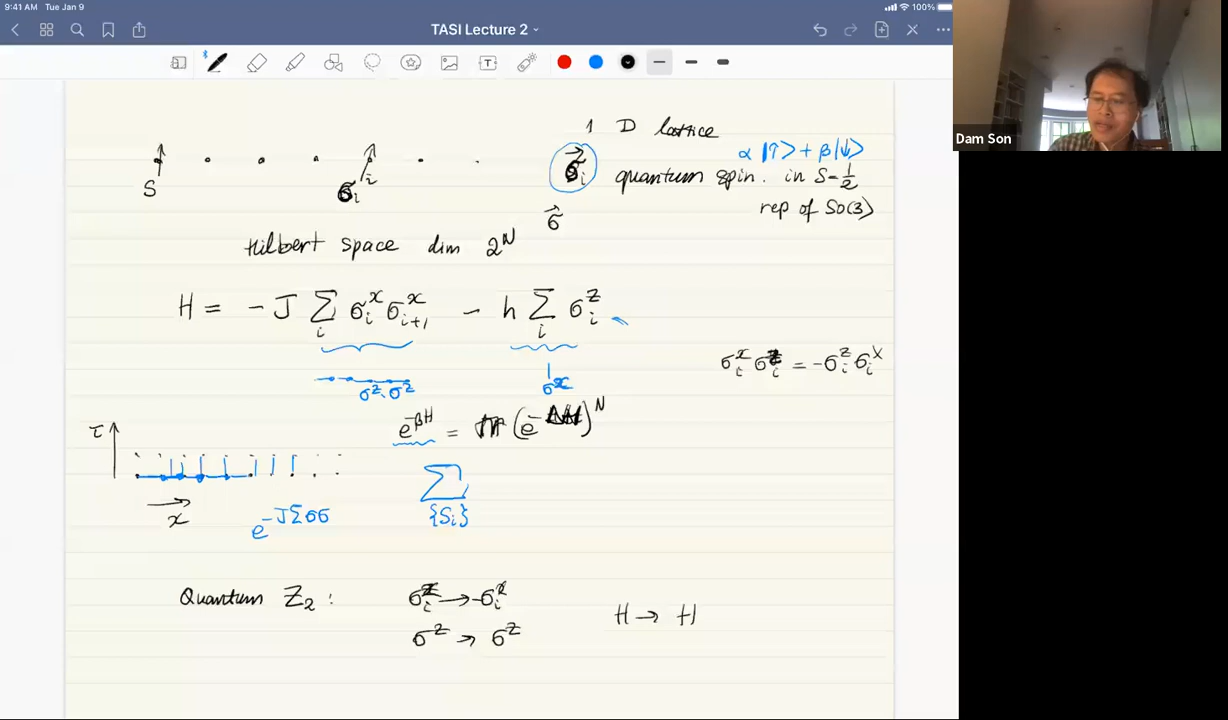 9:41 AM Tue Jan 9
100%
TASI Lecture 2
Dam Son
1 D lattice
α |↑> + β|↓>
S
σ_i
i
σ⃗_i quantum spin. in S=1/2
rep of SO(3)
σ⃗
Hilbert space dim 2^N
H = - J ∑_i σ_i^x σ_{i+1}^x - h ∑_i σ_i^z
σ_i^x σ_i^z = -σ_i^z σ_i^x
σ^z·σ^z
σ^x
τ
e^{-βH} = (e^{-ΔH})^N
x
e^{-J∑σσ}
∑_{S_i}
Quantum Z_2 : σ_i^x → -σ_i^x
H → H
σ^z → σ^z